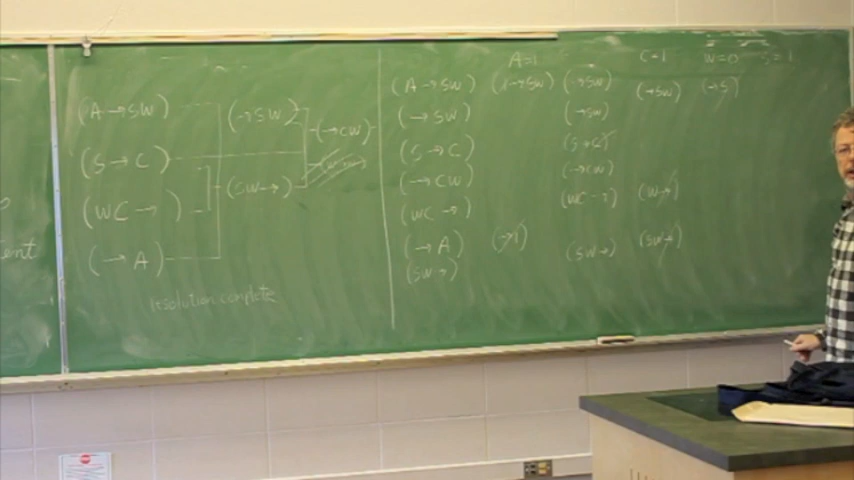 tent
(A → SW)
(S → C)
(WC → )
(→ A)
(→ SW)
(SW → )
(→ CW)
resolution complete
A=1
C=1
W=0
S=1
(A → SW)
(→ SW)
(→ SW)
(→ SW)
(→ S)
(→ SW)
(→ SW)
(S → C)
(S → C)
(→ CW)
(→ CW)
(WC → )
(WC → )
(W → )
(→ A)
(→ )
(SW → )
(SW → )
(SW → )